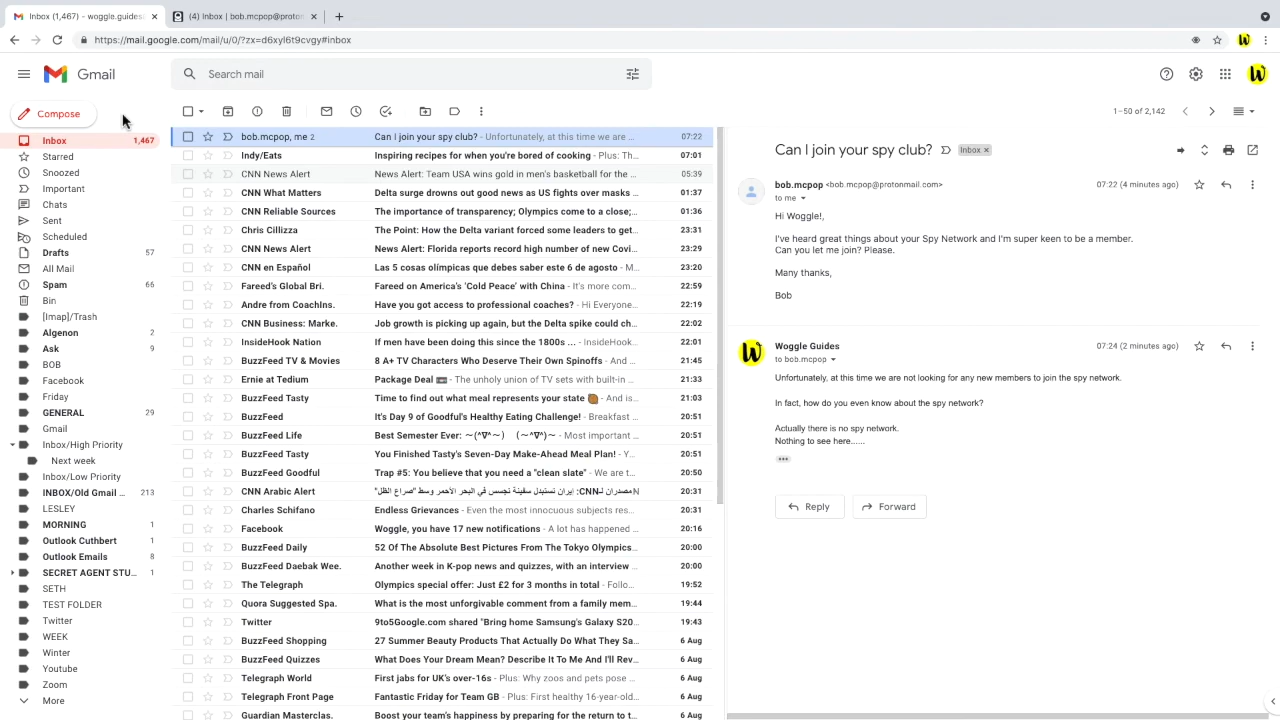 Inbox (1,467) - woggle.guides
(4) Inbox | bob.mcpop@proton
https://mail.google.com/mail/u/0/?zx=d6xyl6t9cvgy#inbox
Gmail
Search mail
Compose
1–50 of 2,142
Inbox 1,467
Starred
Snoozed
Important
Chats
Sent
Scheduled
Drafts 57
All Mail
Spam 66
Bin
[Imap]/Trash
Algenon 2
Ask 9
BOB
Facebook
Friday
GENERAL 29
Gmail
Inbox/High Priority
Next week
Inbox/Low Priority
INBOX/Old Gmail ... 213
LESLEY
MORNING 1
Outlook Cuthbert 1
Outlook Emails 8
SECRET AGENT STU... 1
SETH
TEST FOLDER
Twitter
WEEK
Winter
Youtube
Zoom
More
bob.mcpop, me 2 Can I join your spy club? - Unfortunately, at this time we are ... 07:22
Indy/Eats Inspiring recipes for when you're bored of cooking - Plus: Th... 07:01
CNN News Alert News Alert: Team USA wins gold in men's basketball for the ... 05:39
CNN What Matters Delta surge drowns out good news as US fights over masks ... 01:37
CNN Reliable Sources The importance of transparency; Olympics come to a close;... 01:36
Chris Cillizza The Point: How the Delta variant forced some leaders to get... 23:31
CNN News Alert News Alert: Florida reports record high number of new Covi... 23:29
CNN en Español Las 5 cosas olímpicas que debes saber este 6 de agosto - M... 23:20
Fareed's Global Bri. Fareed on America's 'Cold Peace' with China - It's more com... 22:59
Andre from CoachIns. Have you got access to professional coaches? - Hi Everyone... 22:19
CNN Business: Marke. Job growth is picking up again, but the Delta spike could ch... 22:02
InsideHook Nation If men have been doing this since the 1800s ... - InsideHook... 22:01
BuzzFeed TV & Movies 8 A+ TV Characters Who Deserve Their Own Spinoffs - And ... 21:45
Ernie at Tedium Package Deal 📼 - The unholy union of TV sets with built-in ... 21:33
BuzzFeed Tasty Time to find out what meal represents your state 🥘 - And is... 21:03
BuzzFeed It's Day 9 of Goodful's Healthy Eating Challenge! - Breakfast ... 20:51
BuzzFeed Life Best Semester Ever: ～(^∇^～） （～^∇^)～ - Most important ... 20:51
BuzzFeed Tasty You Finished Tasty's Seven-Day Make-Ahead Meal Plan! - Y... 20:51
BuzzFeed Goodful Trap #5: You believe that you need a "clean slate" - We are t... 20:50
CNN Arabic Alert مصدران لـCNN: إيران تستبدل سفينة تجسس في البحر الأحمر وسط "صراع الظل" 20:31
Charles Schifano Endless Grievances - Even the most innocuous subjects res... 20:31
Facebook Woggle, you have 17 new notifications - A lot has happened ... 20:16
BuzzFeed Daily 52 Of The Absolute Best Pictures From The Tokyo Olympics... 20:00
BuzzFeed Daebak Wee. Another week in K-pop news and quizzes, with an interview ... 20:00
The Telegraph Olympics special offer: Just £2 for 3 months in total - Follo... 19:52
Quora Suggested Spa. What is the most unforgivable comment from a family mem... 19:44
Twitter 9to5Google.com shared "Bring home Samsung's Galaxy S20... 19:43
BuzzFeed Shopping 27 Summer Beauty Products That Actually Do What They Sa... 6 Aug
BuzzFeed Quizzes What Does Your Dream Mean? Describe It To Me And I'll Rev... 6 Aug
Telegraph World First jobs for UK's over-16s - Plus: Why zoos and pets pose ... 6 Aug
Telegraph Front Page Fantastic Friday for Team GB - Plus: First healthy 16-year-old... 6 Aug
Guardian Masterclas. Boost your team's happiness by preparing for the return to t... 6 Aug
Can I join your spy club? Inbox ×
bob.mcpop <bob.mcpop@protonmail.com> 07:22 (4 minutes ago)
to me
Hi Woggle!,
I've heard great things about your Spy Network and I'm super keen to be a member.
Can you let me join? Please.
Many thanks,
Bob
Woggle Guides 07:24 (2 minutes ago)
to bob.mcpop
Unfortunately, at this time we are not looking for any new members to join the spy network.
In fact, how do you even know about the spy network?
Actually there is no spy network.
Nothing to see here......
Reply
Forward